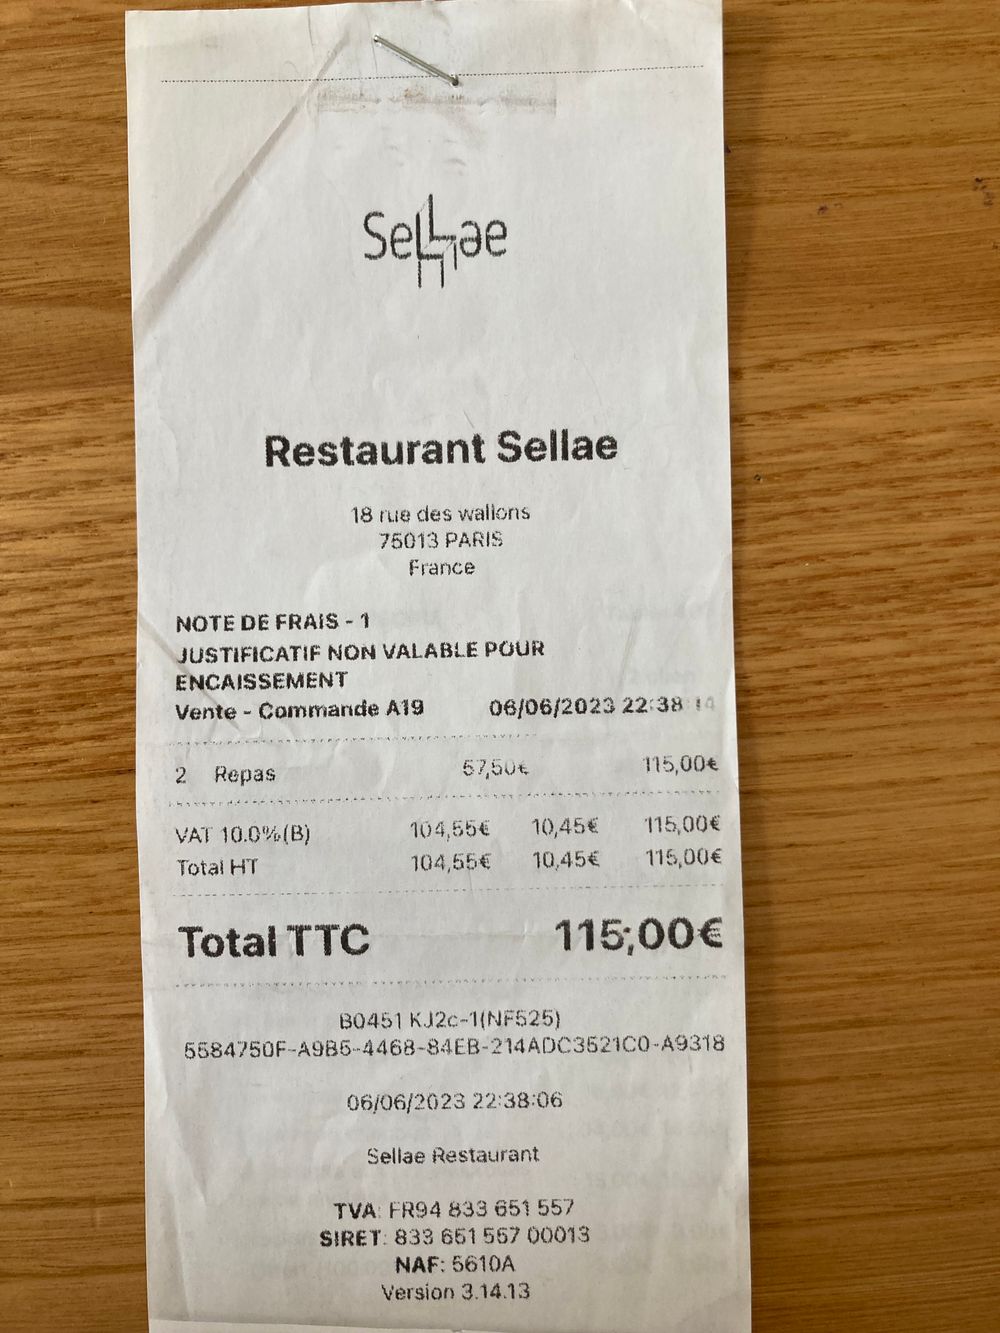 Sellae
Restaurant Sellae
18 rue des wallons
75013 PARIS
France
NOTE DE FRAIS - 1
JUSTIFICATIF NON VALABLE POUR
ENCAISSEMENT
Vente - Commande A19 06/06/2023 22:38:14
2 Repas 57,50€ 115,00€
VAT 10.0%(B) 104,55€ 10,45€ 115,00€
Total HT 104,55€ 10,45€ 115,00€
Total TTC 115,00€
B0451 KJ2c-1(NF525)
5584750F-A9B5-4468-84EB-214ADC3521C0-A9318
06/06/2023 22:38:06
Sellae Restaurant
TVA: FR94 833 651 557
SIRET: 833 651 557 00013
NAF: 5610A
Version 3.14.13